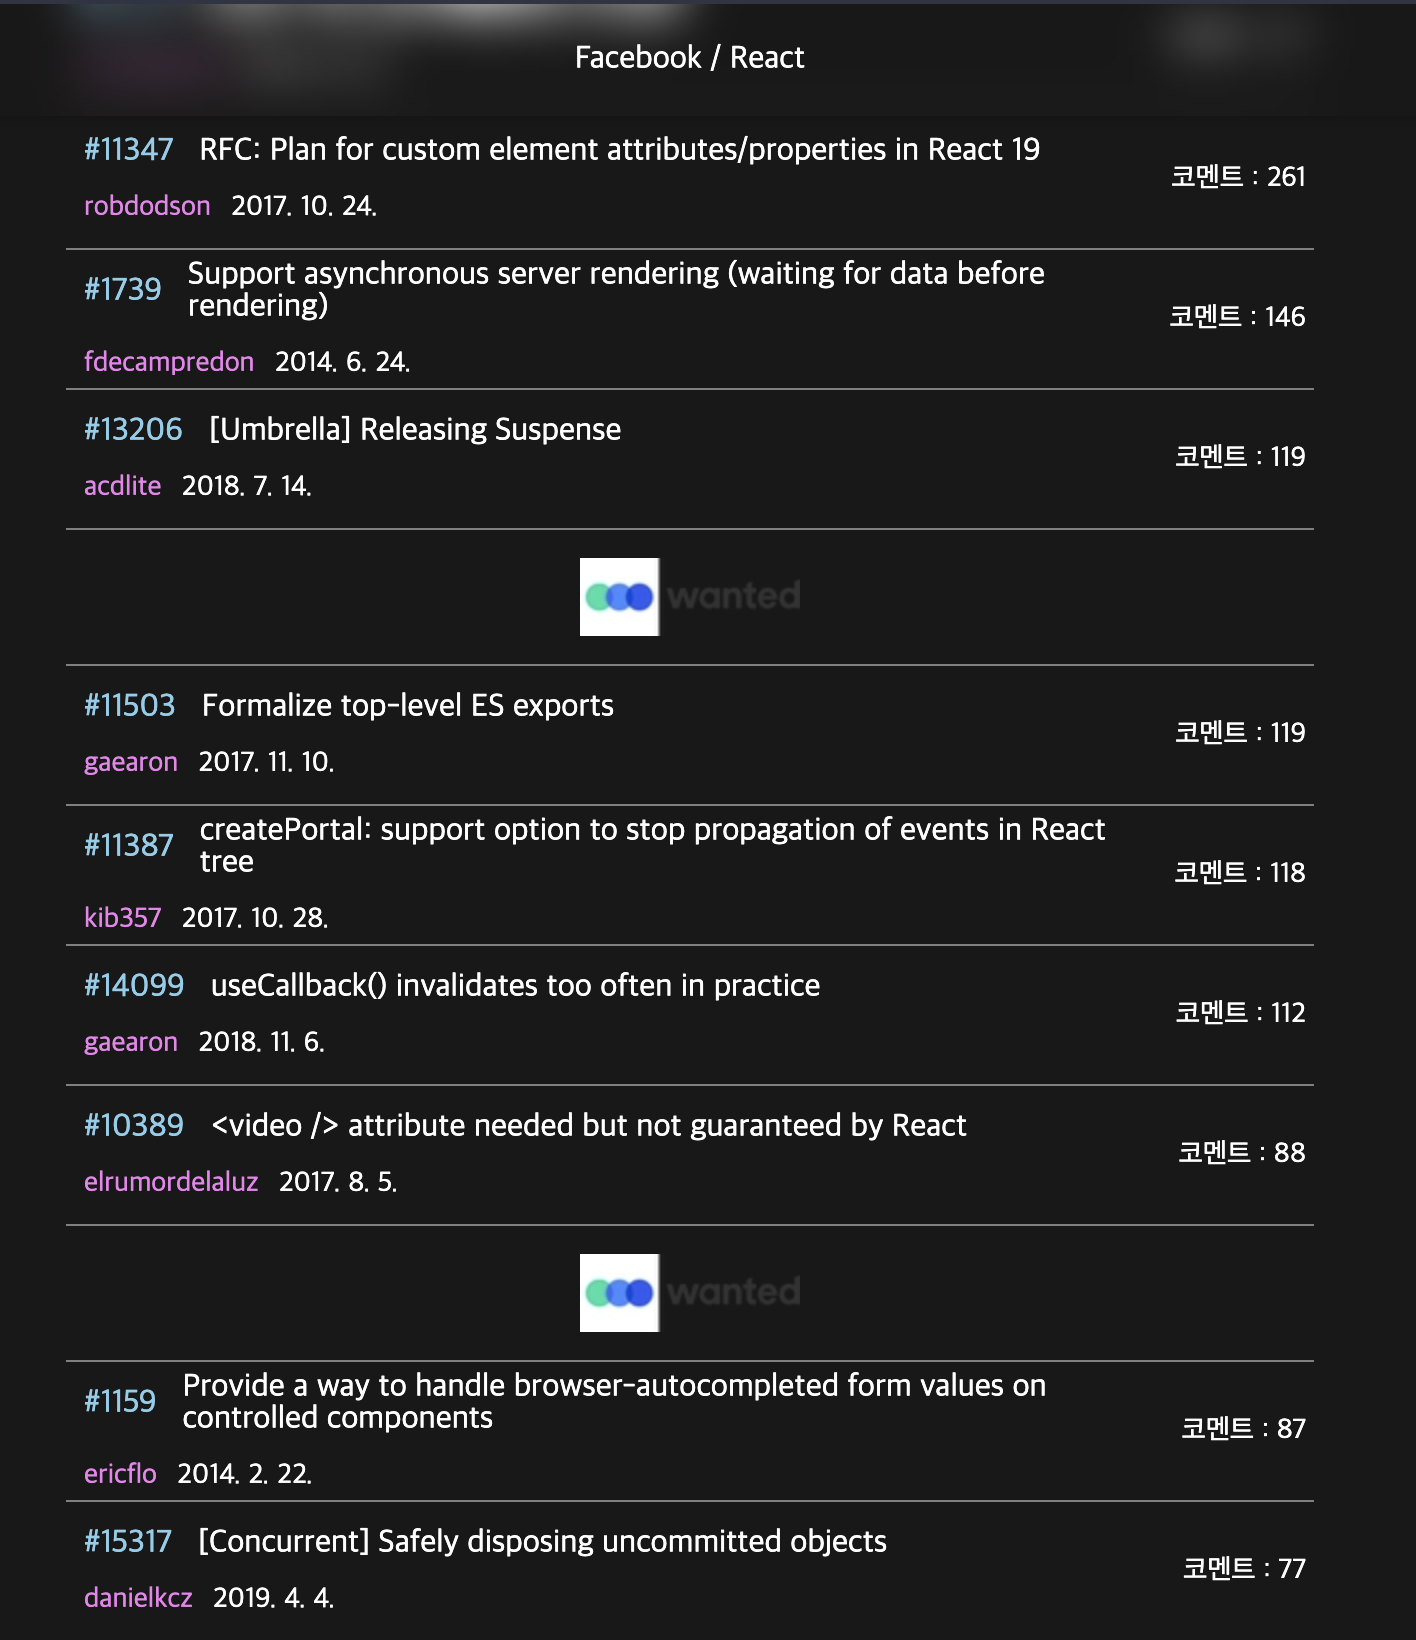 Facebook / React
#11347 RFC: Plan for custom element attributes/properties in React 19
robdodson 2017. 10. 24.
코멘트 : 261
#1739 Support asynchronous server rendering (waiting for data before
rendering)
fdecampredon 2014. 6. 24.
코멘트 : 146
#13206 [Umbrella] Releasing Suspense
acdlite 2018. 7. 14.
코멘트 : 119
wanted
#11503 Formalize top-level ES exports
gaearon 2017. 11. 10.
코멘트 : 119
#11387 createPortal: support option to stop propagation of events in React
tree
kib357 2017. 10. 28.
코멘트 : 118
#14099 useCallback() invalidates too often in practice
gaearon 2018. 11. 6.
코멘트 : 112
#10389 <video /> attribute needed but not guaranteed by React
elrumordelaluz 2017. 8. 5.
코멘트 : 88
wanted
#1159 Provide a way to handle browser-autocompleted form values on
controlled components
ericflo 2014. 2. 22.
코멘트 : 87
#15317 [Concurrent] Safely disposing uncommitted objects
danielkcz 2019. 4. 4.
코멘트 : 77